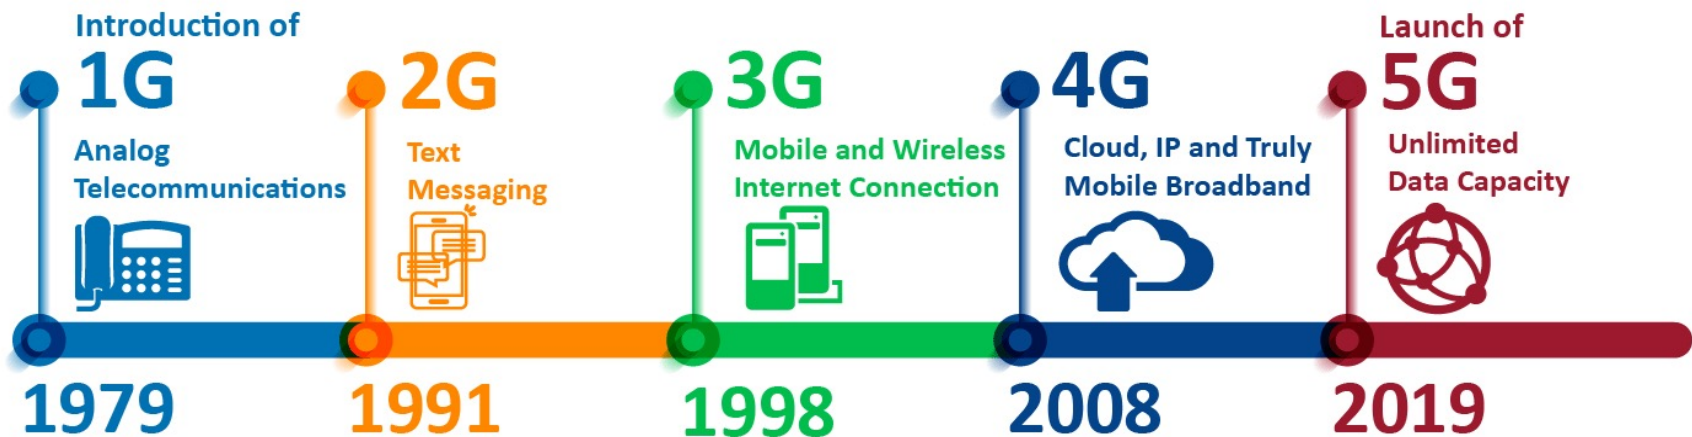 Introduction of
1G
Analog
Telecommunications
1979
2G
Text
Messaging
1991
3G
Mobile and Wireless
Internet Connection
1998
4G
Cloud, IP and Truly
Mobile Broadband
2008
Launch of
5G
Unlimited
Data Capacity
2019